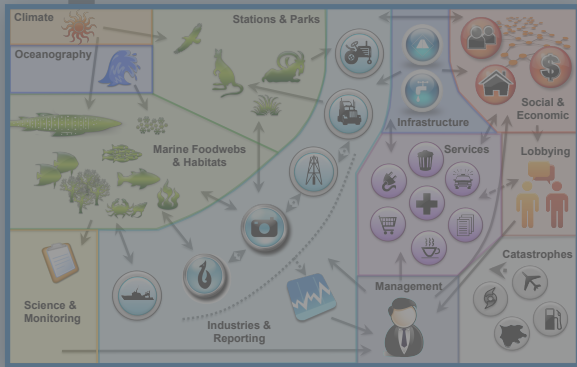 Climate
Stations & Parks
Oceanography
Infrastructure
Social &
Economic
Marine Foodwebs
& Habitats
Services
Lobbying
Catastrophes
Management
Science &
Monitoring
Industries &
Reporting